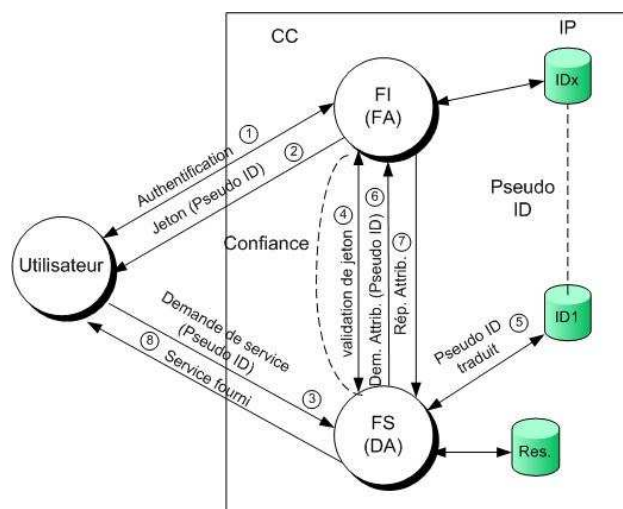 CC
IP
FI
(FA)
IDx
Authentification
1
Jeton (Pseudo ID)
2
Pseudo
ID
Utilisateur
Confiance
4
validation de jeton
6
Dem. Attrib. (Pseudo ID)
7
Rép. Attrib.
ID1
Pseudo ID
traduit
5
Demande de service
(Pseudo ID)
3
8
Service fourni
FS
(DA)
Res.